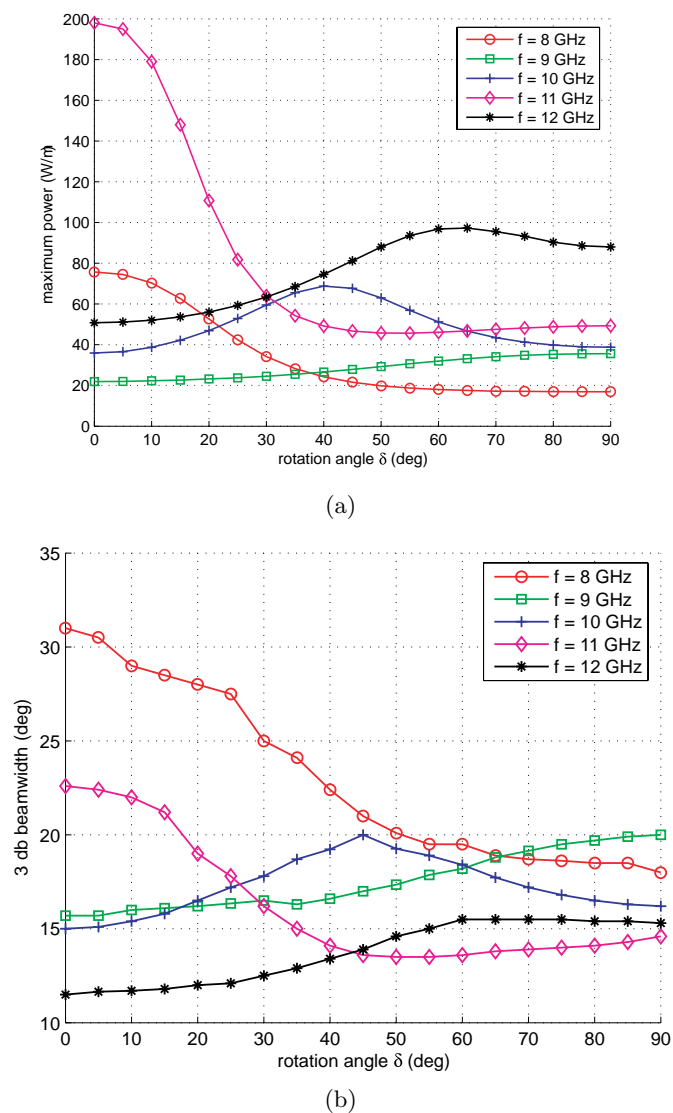 200
180
160
140
120
100
80
60
40
20
0
maximum power (W/m)
f = 8 GHz
f = 9 GHz
f = 10 GHz
f = 11 GHz
f = 12 GHz
0 10 20 30 40 50 60 70 80 90
rotation angle δ (deg)
(a)
35
30
25
20
15
10
3 db beamwidth (deg)
f = 8 GHz
f = 9 GHz
f = 10 GHz
f = 11 GHz
f = 12 GHz
0 10 20 30 40 50 60 70 80 90
rotation angle δ (deg)
(b)